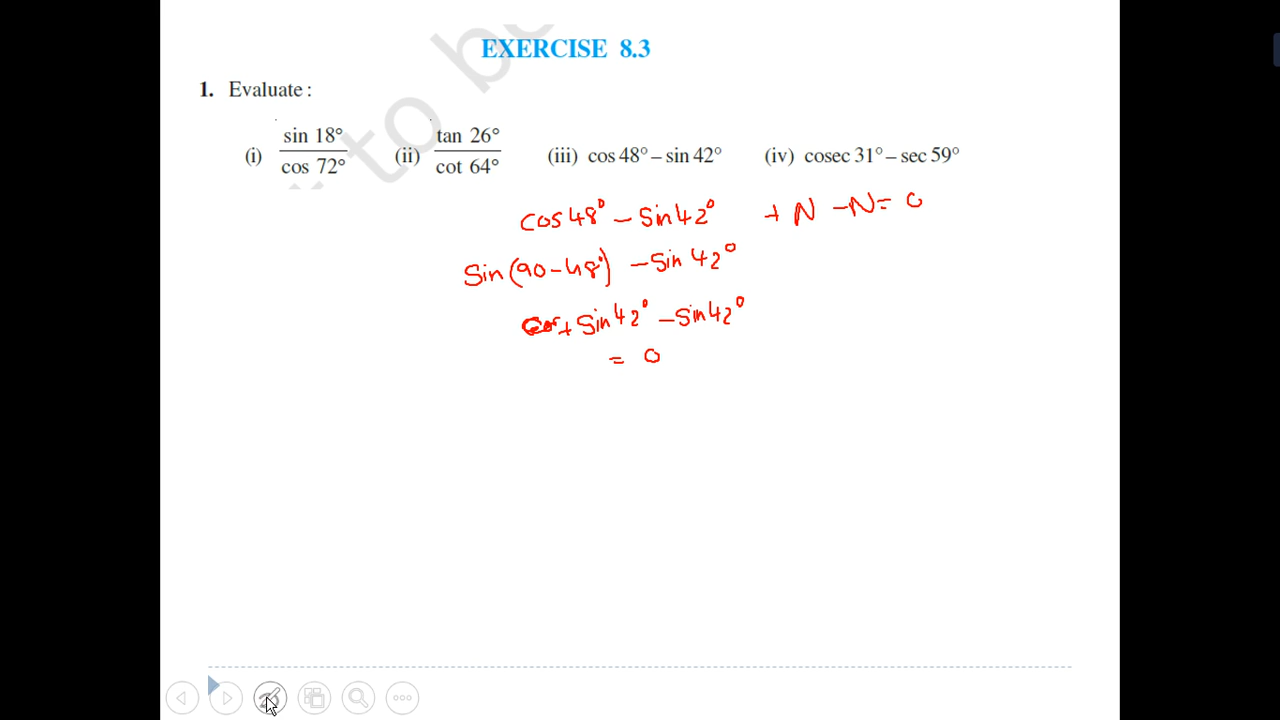 to be
EXERCISE 8.3
1. Evaluate :
(i) sin 18° / cos 72° (ii) tan 26° / cot 64° (iii) cos 48° – sin 42° (iv) cosec 31° – sec 59°
cos 48° – sin 42° + N – N = 0
Sin (90 – 48°) – sin 42°
+ sin 42° – sin 42°
= 0